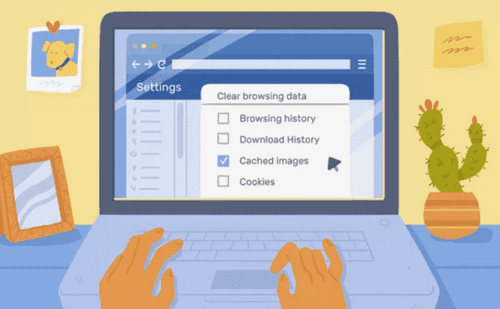 Settings
Clear browsing data
Browsing history
Download History
Cached images
Cookies